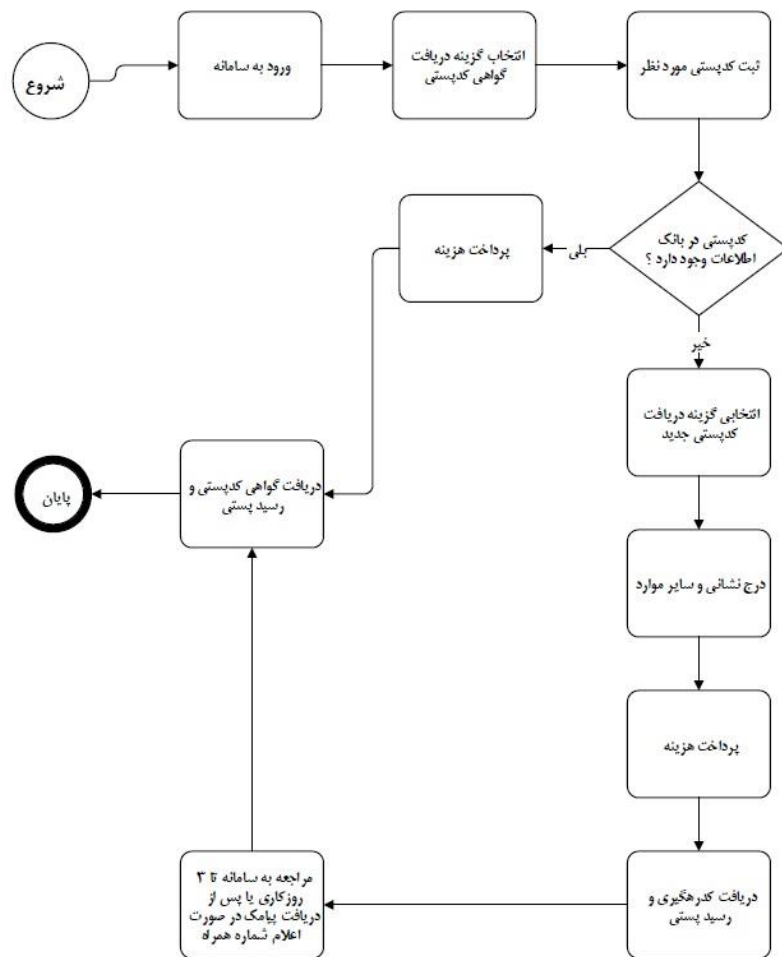 شروع
ورود به سامانه
انتخاب گزینه دریافت
گواهی کدپستی
ثبت کدپستی مورد نظر
کدپستی در بانک
اطلاعات وجود دارد ؟
بلی
پرداخت هزینه
خیر
انتخابی گزینه دریافت
کدپستی جدید
درج نشانی و سایر موارد
پرداخت هزینه
دریافت کدرهگیری و
رسید پستی
مراجعه به سامانه تا ۳
روزکاری یا پس از
دریافت پیامک در صورت
اعلام شماره همراه
دریافت گواهی کدپستی و
رسید پستی
پایان